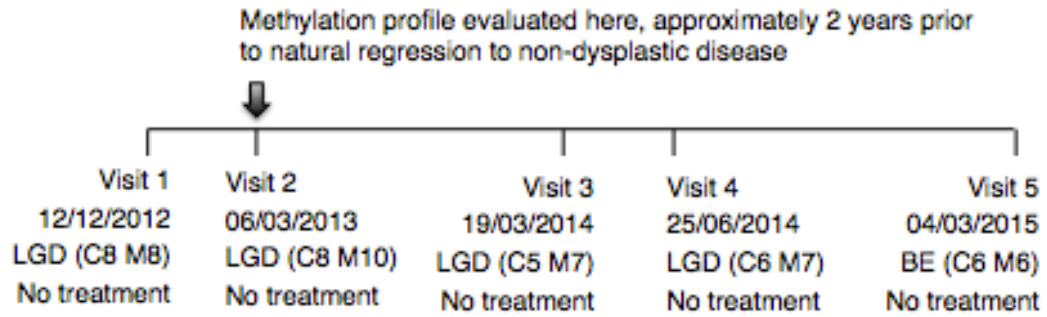 Methylation profile evaluated here, approximately 2 years prior
to natural regression to non-dysplastic disease
Visit 1
12/12/2012
LGD (C8 M8)
No treatment
Visit 2
06/03/2013
LGD (C8 M10)
No treatment
Visit 3
19/03/2014
LGD (C5 M7)
No treatment
Visit 4
25/06/2014
LGD (C6 M7)
No treatment
Visit 5
04/03/2015
BE (C6 M6)
No treatment